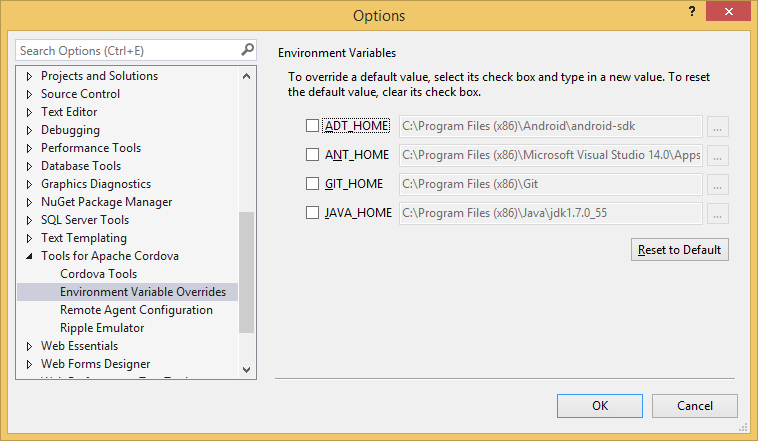 Options
?
Search Options (Ctrl+E)
Projects and Solutions
Source Control
Text Editor
Debugging
Performance Tools
Database Tools
Graphics Diagnostics
NuGet Package Manager
SQL Server Tools
Text Templating
Tools for Apache Cordova
Cordova Tools
Environment Variable Overrides
Remote Agent Configuration
Ripple Emulator
Web Essentials
Web Forms Designer
Environment Variables
To override a default value, select its check box and type in a new value. To reset
the default value, clear its check box.
ADT_HOME C:\Program Files (x86)\Android\android-sdk ...
ANT_HOME C:\Program Files (x86)\Microsoft Visual Studio 14.0\Apps ...
GIT_HOME C:\Program Files (x86)\Git ...
JAVA_HOME C:\Program Files (x86)\Java\jdk1.7.0_55 ...
Reset to Default
OK Cancel